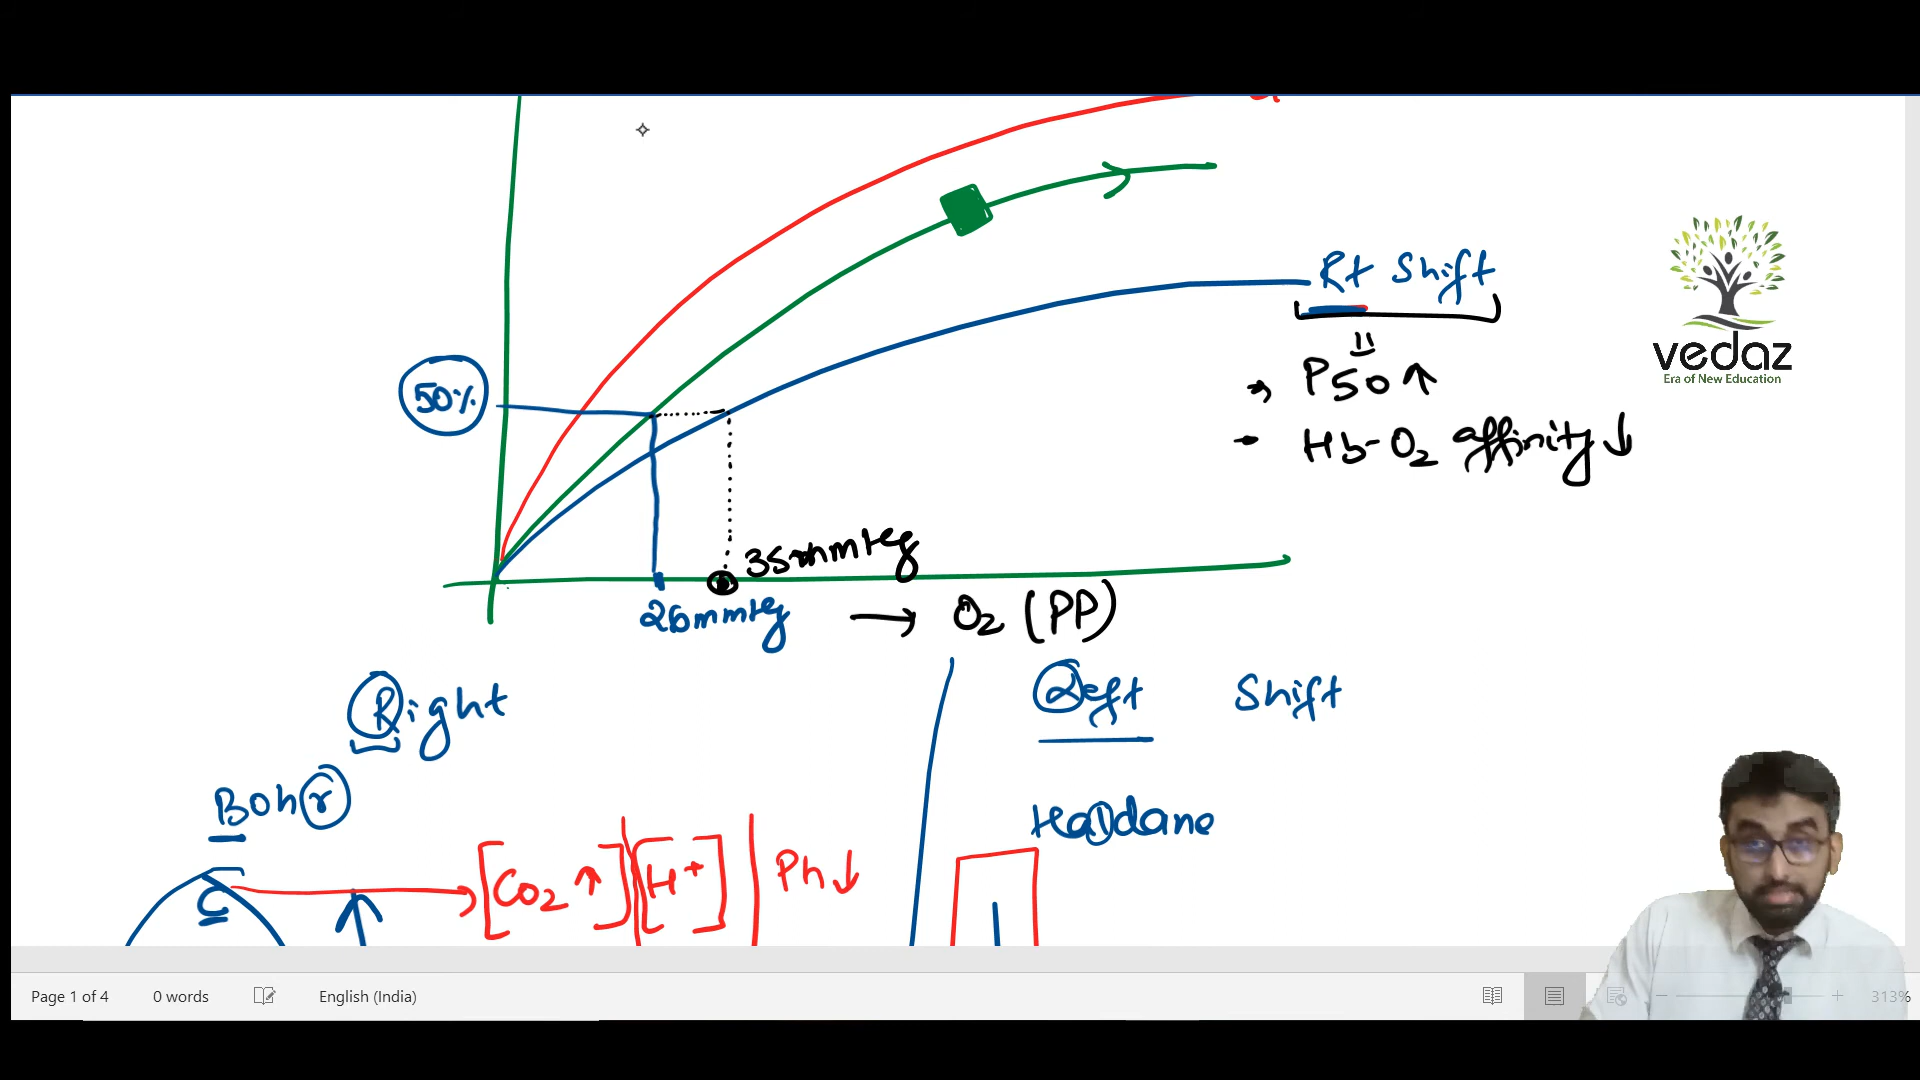 Rt Shift
vedaz
Era of New Education
=
→ P50 ↑
- Hb-O2 affinity ↓
50%
35mmHg
26mmHg → O2 (PP)
Right
Left Shift
Bohr
Haldane
C → [CO2 ↑] [H+] Ph↓
Page 1 of 4 0 words English (India) 313%